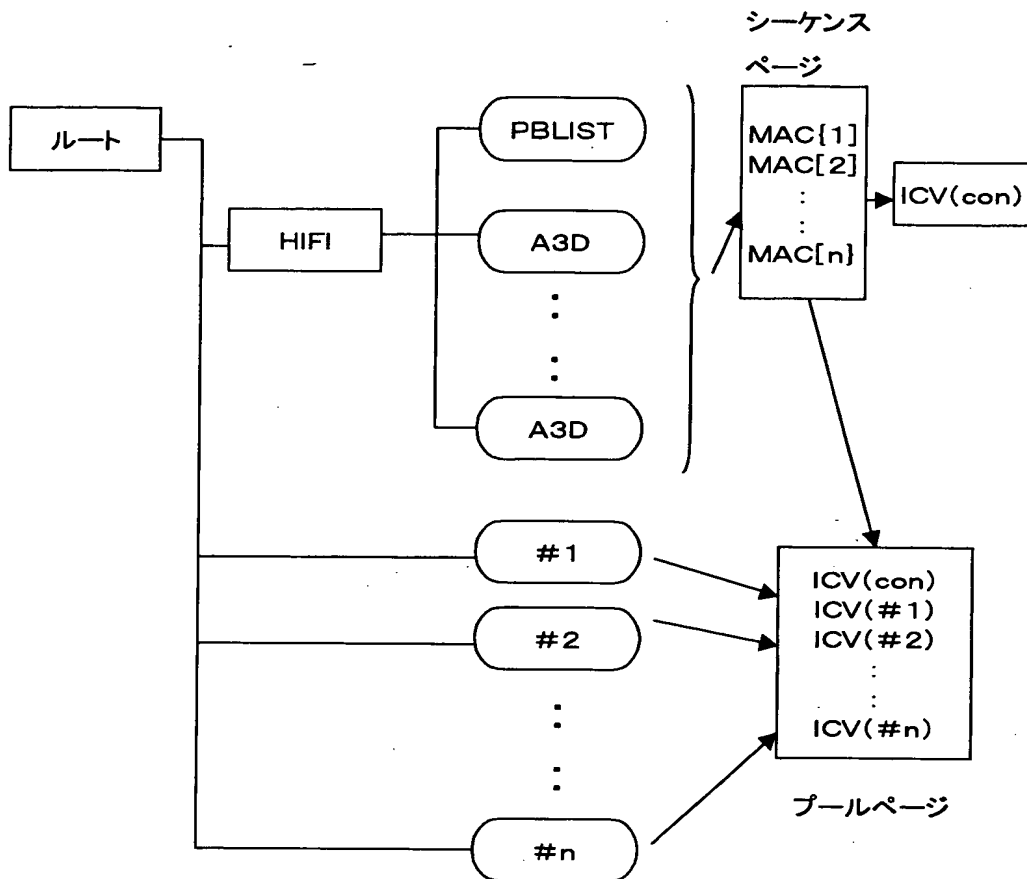 シーケンス
ページ
ルート
HIFI
PBLIST
A3D
A3D
MAC{1]
MAC[2]
MAC[n}
ICV(con)
#1
#2
#n
ICV(con)
ICV(#1)
ICV(#2)
ICV(#n)
プールページ